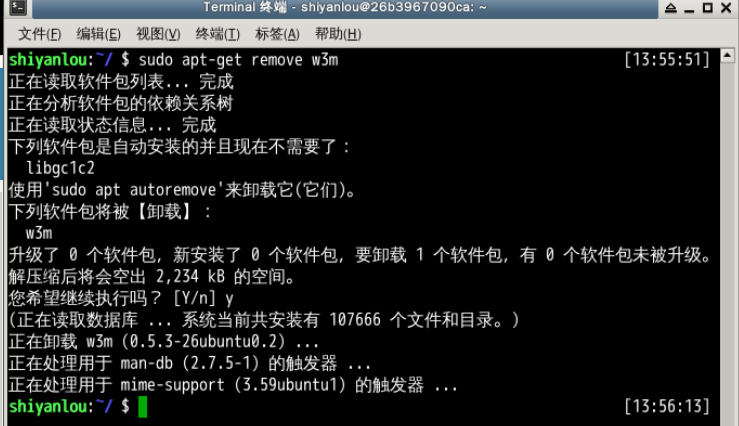 Terminal 终端 - shiyanlou@26b3967090ca: ~
文件(F) 编辑(E) 视图(V) 终端(T) 标签(A) 帮助(H)
shiyanlou:~/ $ sudo apt-get remove w3m [13:55:51]
正在读取软件包列表... 完成
正在分析软件包的依赖关系树
正在读取状态信息... 完成
下列软件包是自动安装的并且现在不需要了：
libgc1c2
使用'sudo apt autoremove'来卸载它(它们)。
下列软件包将被【卸载】：
w3m
升级了 0 个软件包，新安装了 0 个软件包，要卸载 1 个软件包，有 0 个软件包未被升级。
解压缩后将会空出 2,234 kB 的空间。
您希望继续执行吗？ [Y/n] y
(正在读取数据库 ... 系统当前共安装有 107666 个文件和目录。)
正在卸载 w3m (0.5.3-26ubuntu0.2) ...
正在处理用于 man-db (2.7.5-1) 的触发器 ...
正在处理用于 mime-support (3.59ubuntu1) 的触发器 ...
shiyanlou:~/ $ [13:56:13]